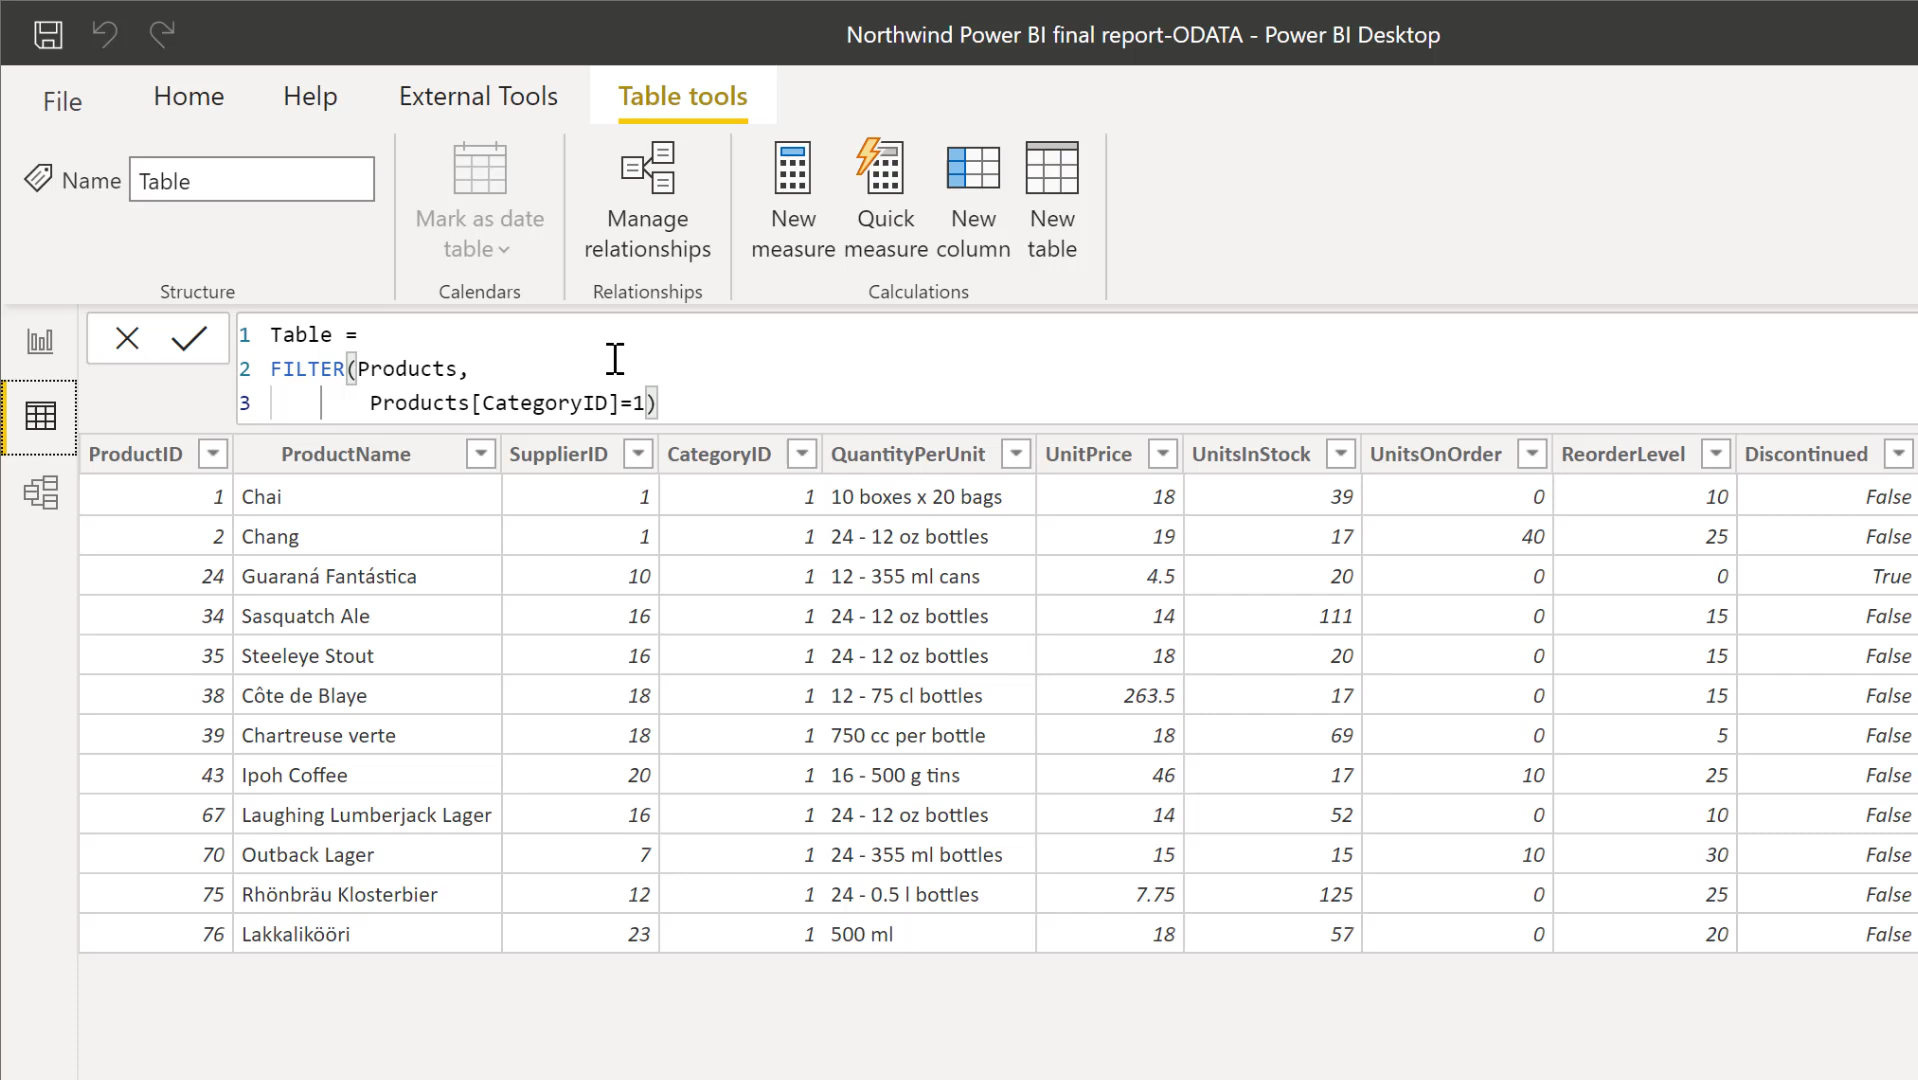 Northwind Power BI final report-ODATA - Power BI Desktop
File Home Help External Tools Table tools
Name Table
Mark as date table
Manage relationships
New measure
Quick measure
New column
New table
Structure Calendars Relationships Calculations
1 Table =
2 FILTER(Products,
3 Products[CategoryID]=1)
ProductID ProductName SupplierID CategoryID QuantityPerUnit UnitPrice UnitsInStock UnitsOnOrder ReorderLevel Discontinued
1 Chai 1 1 10 boxes x 20 bags 18 39 0 10 False
2 Chang 1 1 24 - 12 oz bottles 19 17 40 25 False
24 Guaraná Fantástica 10 1 12 - 355 ml cans 4.5 20 0 0 True
34 Sasquatch Ale 16 1 24 - 12 oz bottles 14 111 0 15 False
35 Steeleye Stout 16 1 24 - 12 oz bottles 18 20 0 15 False
38 Côte de Blaye 18 1 12 - 75 cl bottles 263.5 17 0 15 False
39 Chartreuse verte 18 1 750 cc per bottle 18 69 0 5 False
43 Ipoh Coffee 20 1 16 - 500 g tins 46 17 10 25 False
67 Laughing Lumberjack Lager 16 1 24 - 12 oz bottles 14 52 0 10 False
70 Outback Lager 7 1 24 - 355 ml bottles 15 15 10 30 False
75 Rhönbräu Klosterbier 12 1 24 - 0.5 l bottles 7.75 125 0 25 False
76 Lakkalikööri 23 1 500 ml 18 57 0 20 False